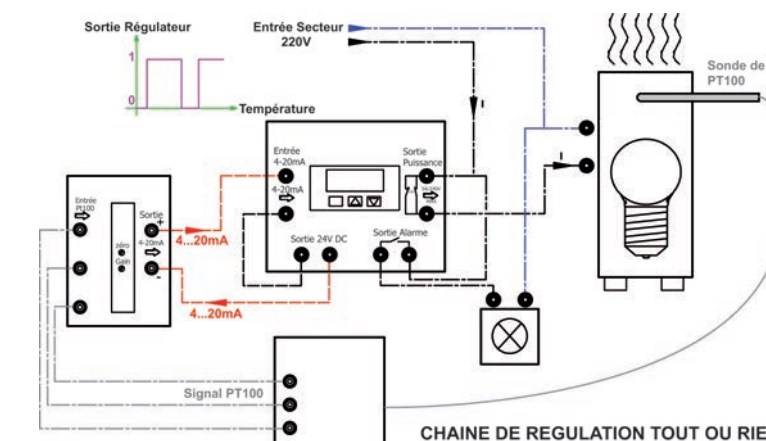 Sortie Régulateur
1
0
Température
Entrée Secteur
220V
I
Sonde de
PT100
I
Entrée
4-20mA
4-20mA
Sortie
Puissance
Sortie 24V DC
Sortie Alarme
Entrée
Pt100
zéro
Gain
Sortie
+
4-20mA
-
4...20mA
4...20mA
Signal PT100
CHAINE DE REGULATION TOUT OU RIE